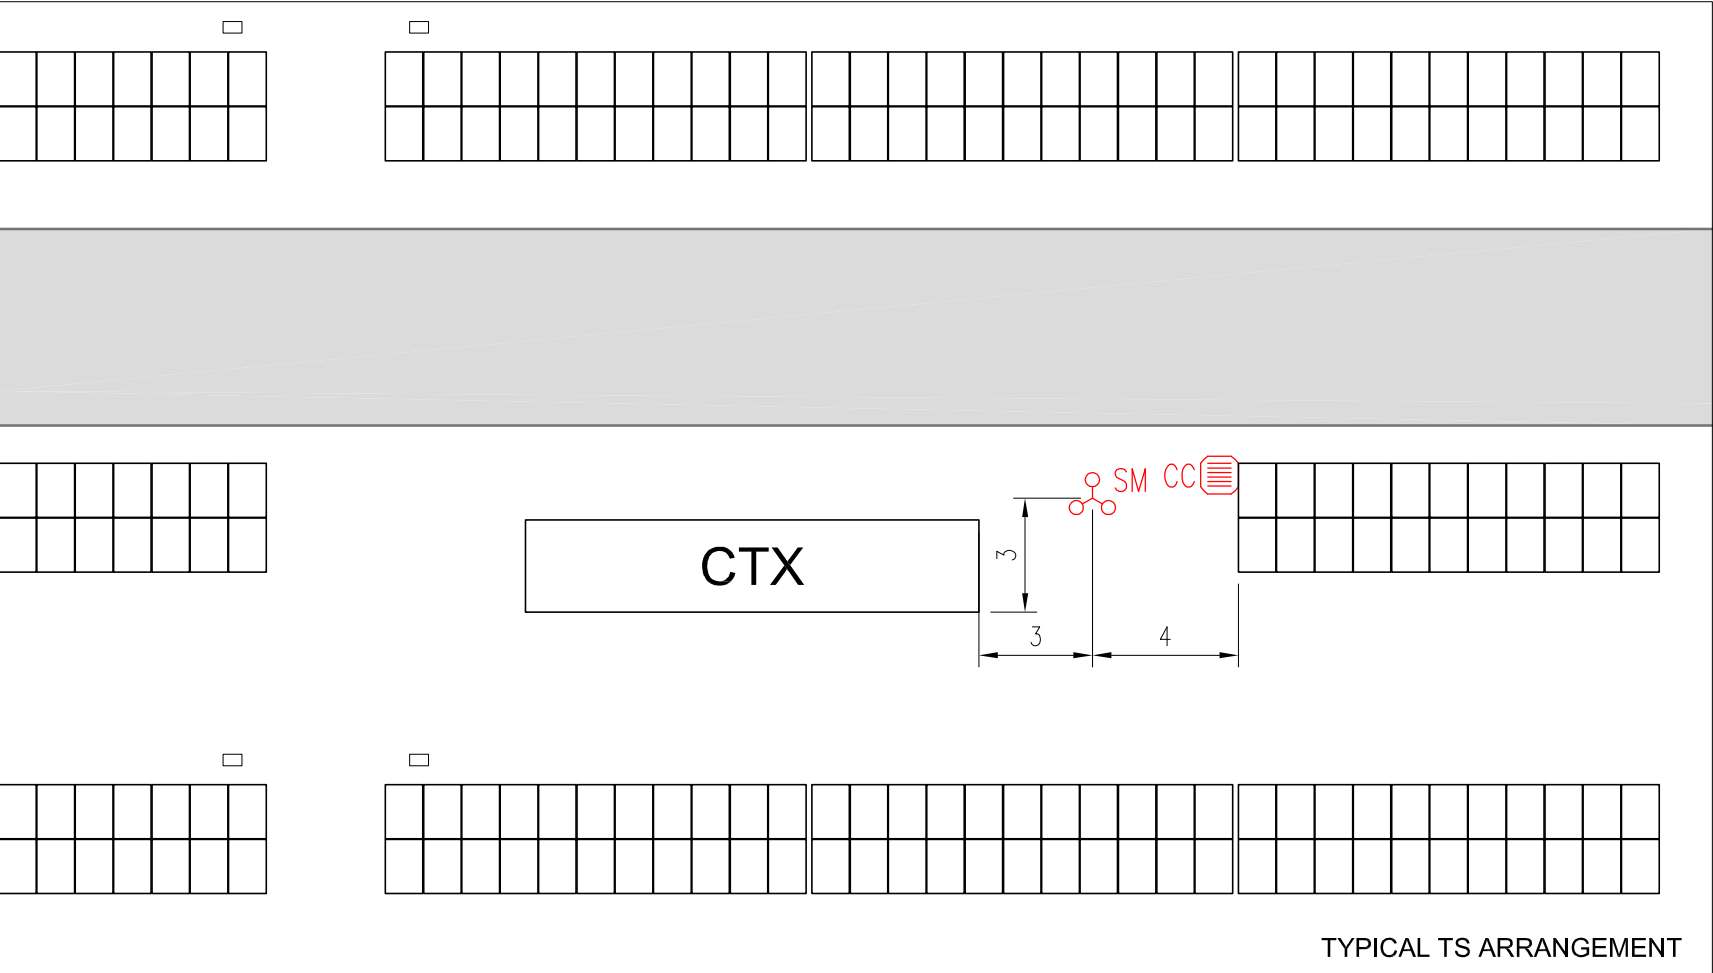 SM CC
CTX
3
3
4
TYPICAL TS ARRANGEMENT